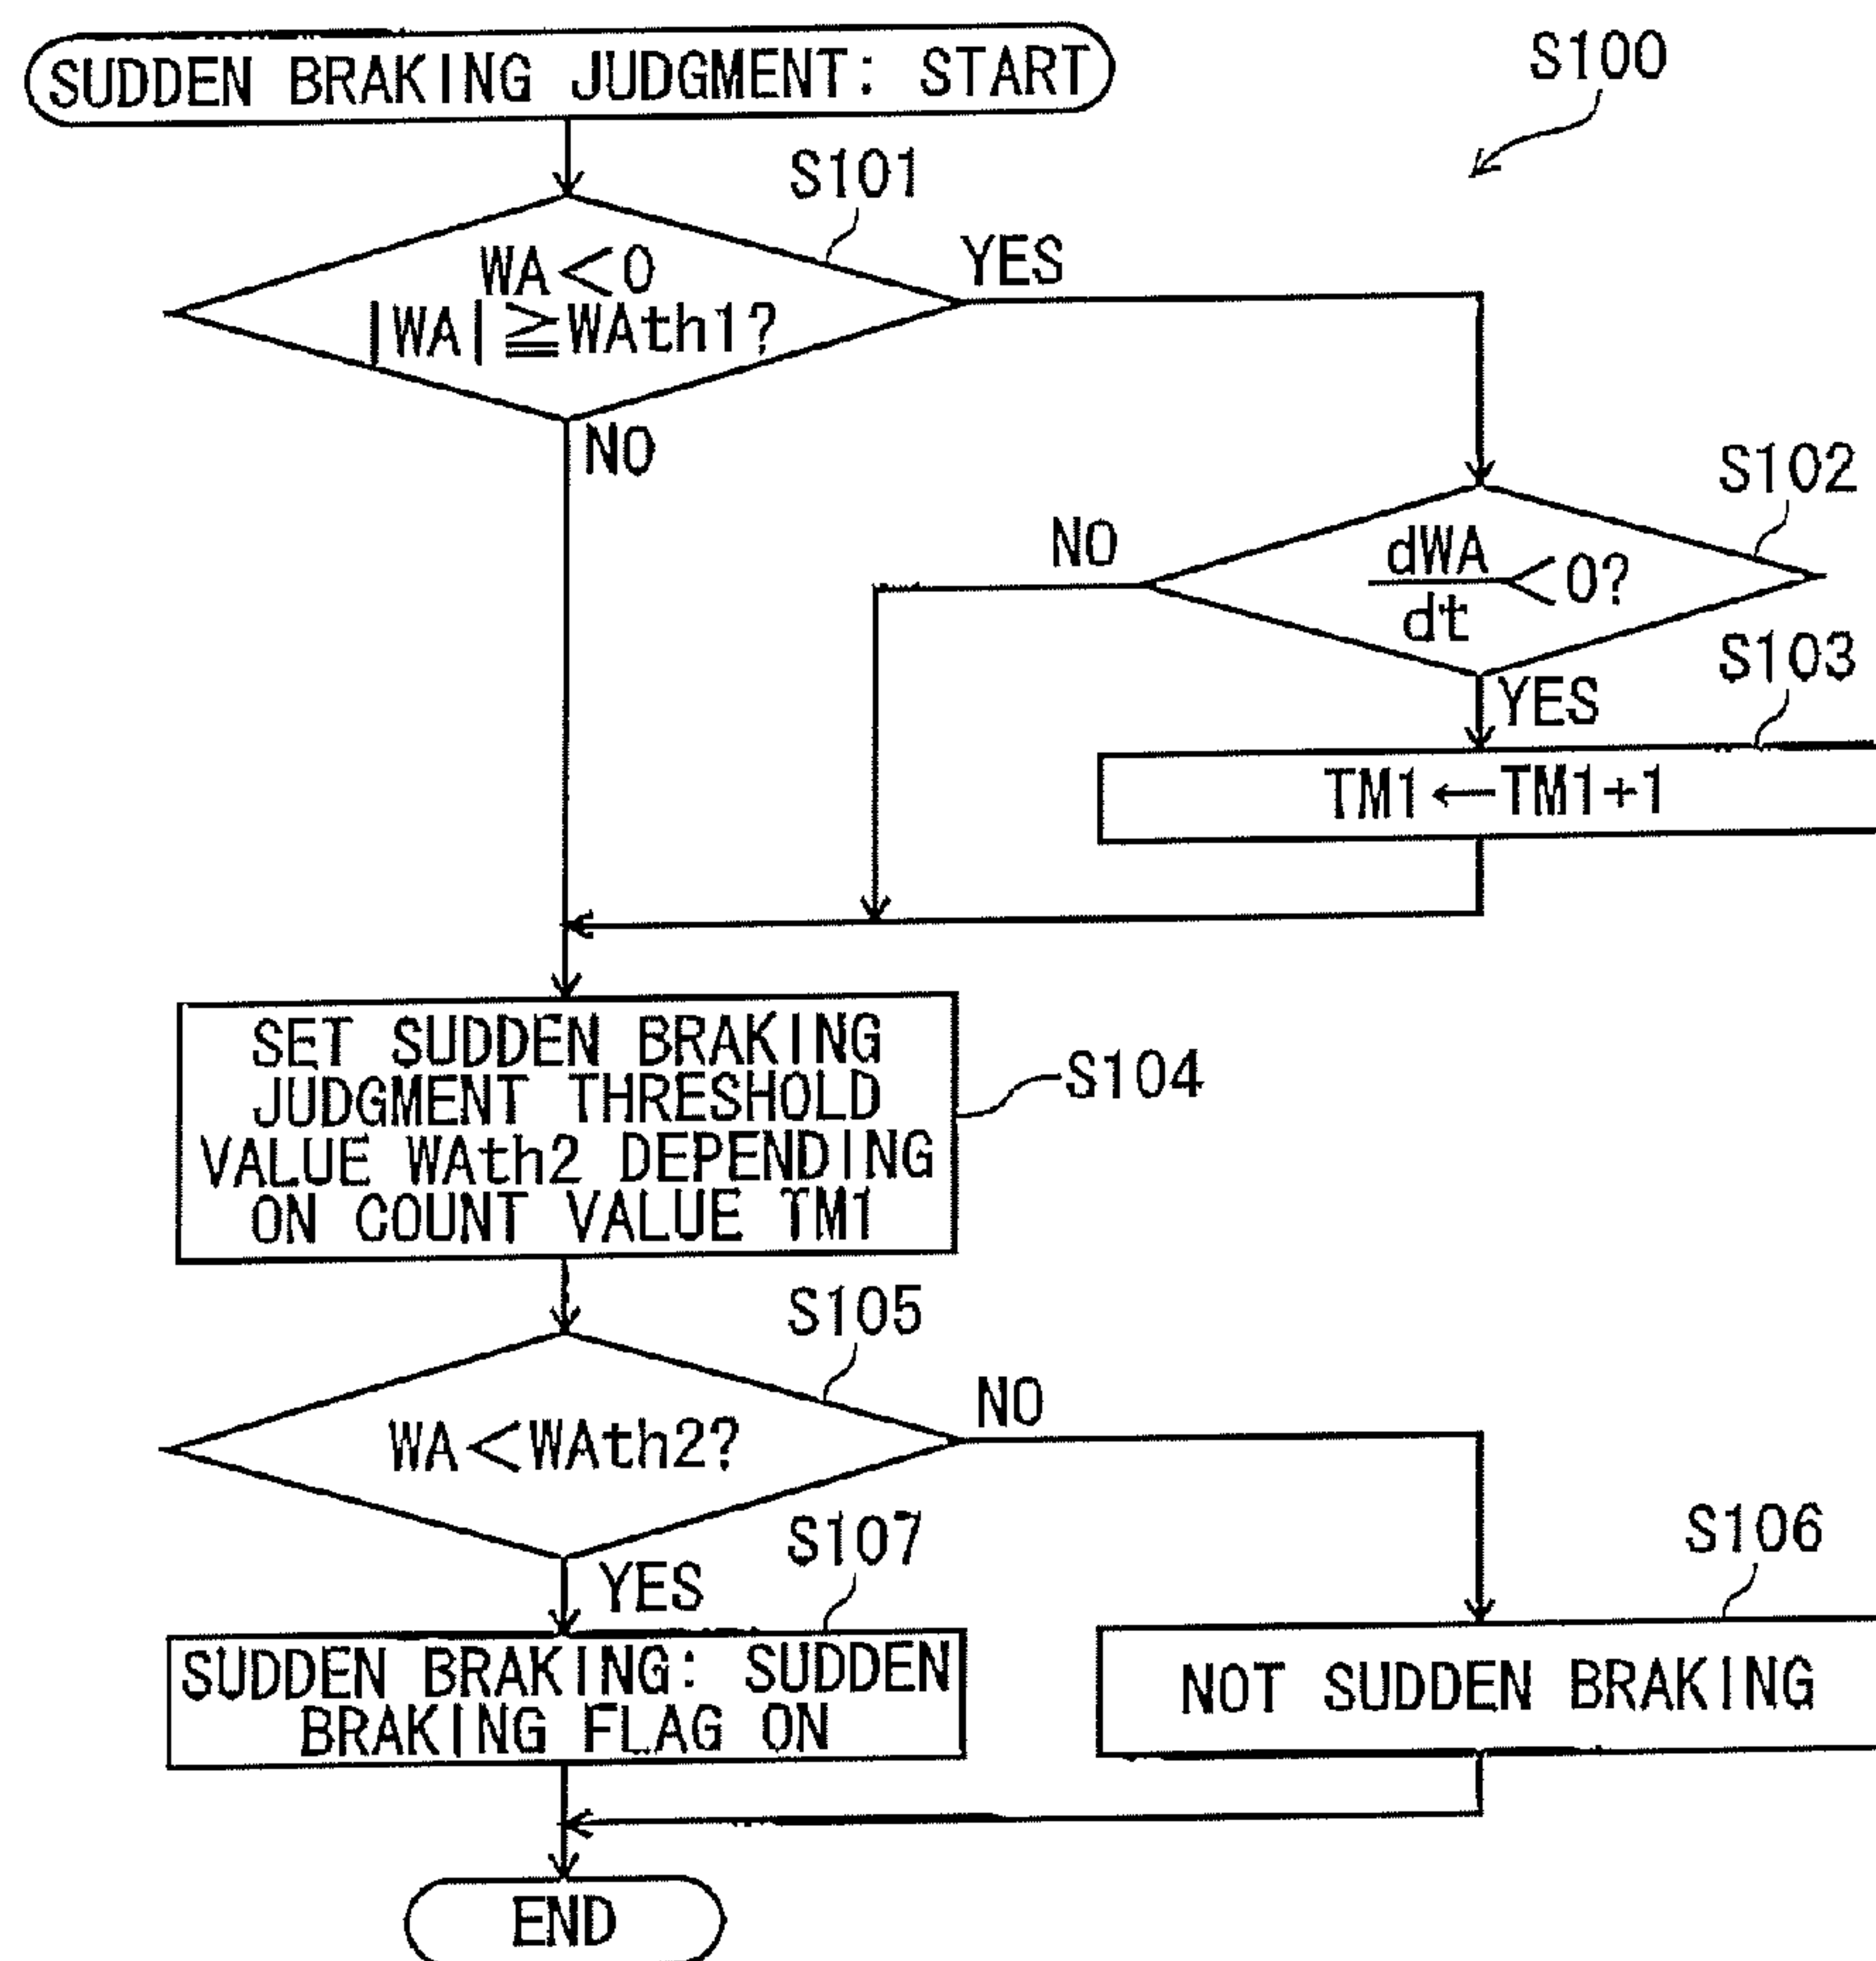 SUDDEN BRAKING JUDGMENT: START
S100
S101
WA<0
|WA|≧WAth1?
YES
NO
S102
dWA
dt
<0?
NO
YES
S103
TM1←TM1+1
SET SUDDEN BRAKING
JUDGMENT THRESHOLD
VALUE WAth2 DEPENDING
ON COUNT VALUE TM1
S104
S105
WA<WAth2?
NO
YES
S107
SUDDEN BRAKING: SUDDEN
BRAKING FLAG ON
S106
NOT SUDDEN BRAKING
END